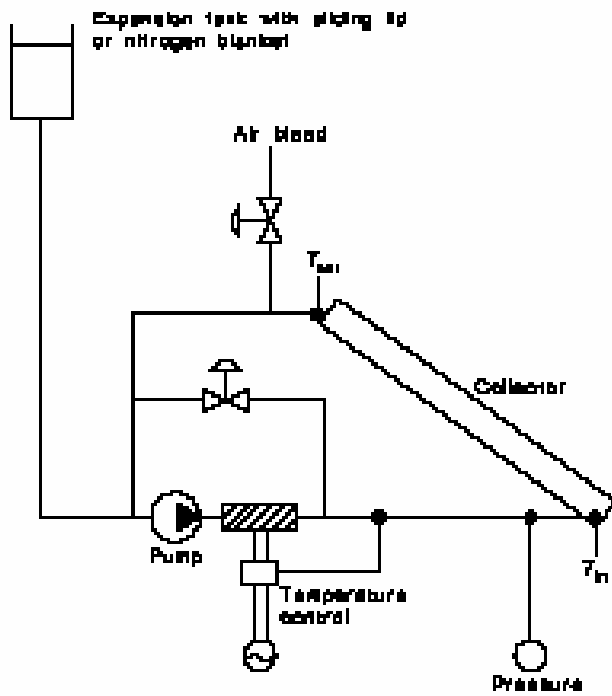 Expansion tank with sliding lid
or nitrogen blanket
Air bleed
T_out
Collector
Pump
T_in
Temperature
control
Pressure